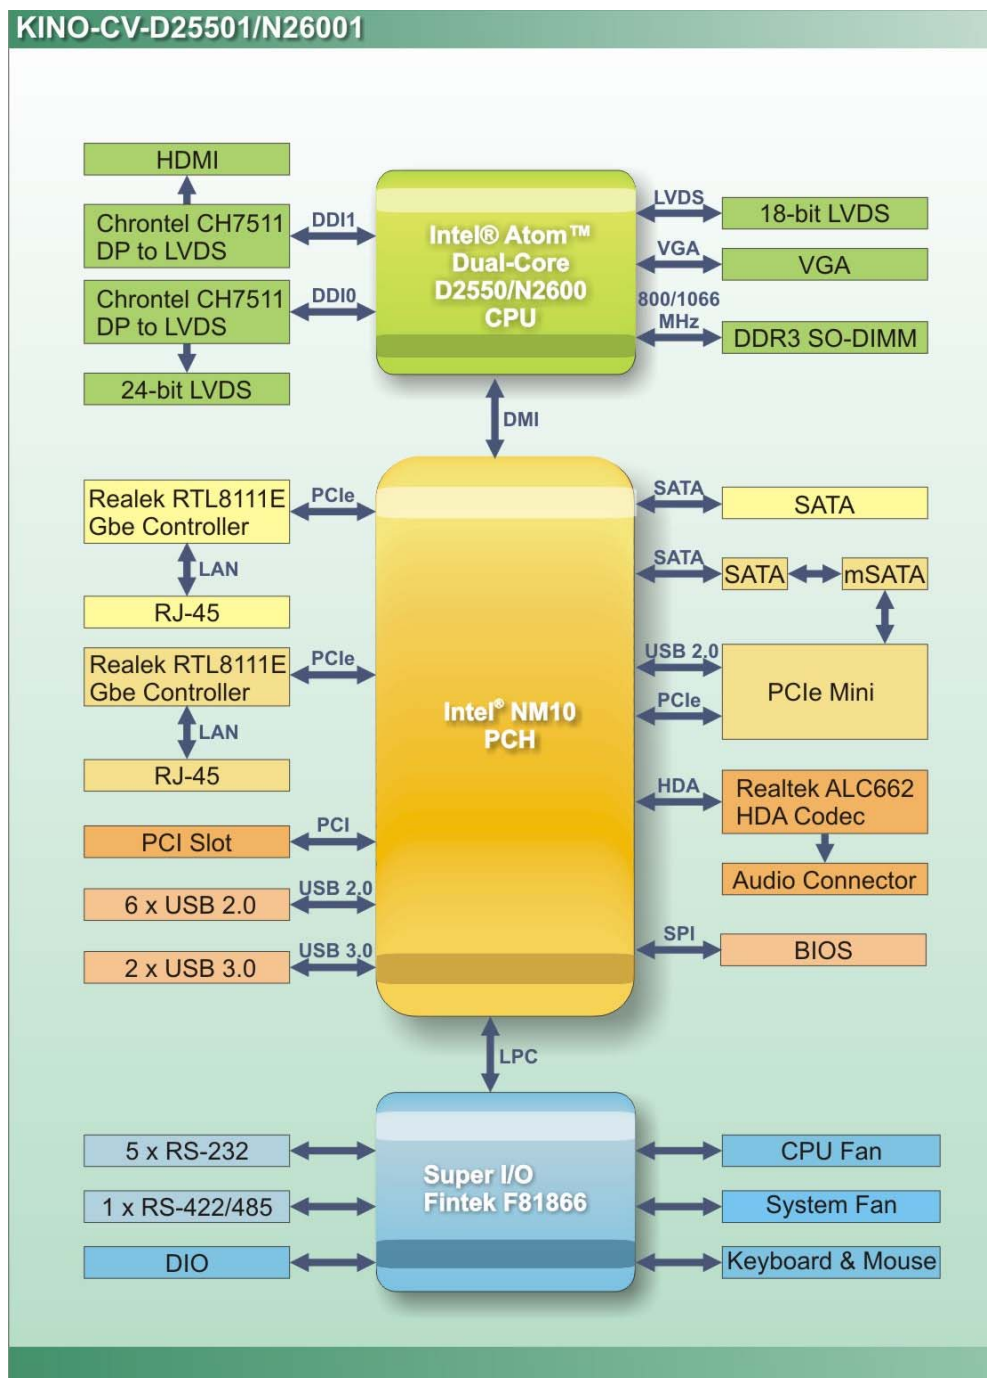 KINO-CV-D25501/N26001
HDMI
Chrontel CH7511
DP to LVDS
DDI1
Chrontel CH7511
DP to LVDS
DDI0
24-bit LVDS
Intel® Atom™
Dual-Core
D2550/N2600
CPU
LVDS
18-bit LVDS
VGA
VGA
800/1066
MHz
DDR3 SO-DIMM
DMI
Realek RTL8111E
Gbe Controller
PCIe
LAN
RJ-45
Realek RTL8111E
Gbe Controller
PCIe
LAN
RJ-45
PCI Slot
PCI
6 x USB 2.0
USB 2.0
2 x USB 3.0
USB 3.0
Intel® NM10
PCH
SATA
SATA
SATA
SATA
mSATA
USB 2.0
PCIe
PCIe Mini
HDA
Realtek ALC662
HDA Codec
Audio Connector
SPI
BIOS
LPC
5 x RS-232
1 x RS-422/485
DIO
Super I/O
Fintek F81866
CPU Fan
System Fan
Keyboard & Mouse